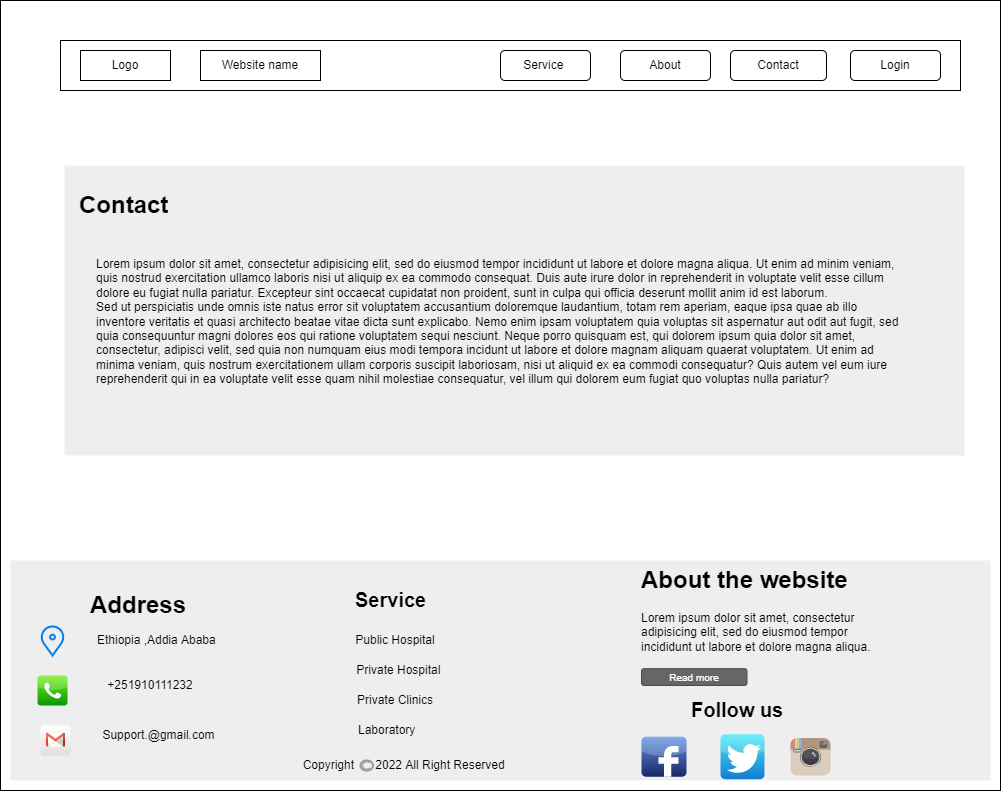 Logo
Website name
Service
About
Contact
Login
Contact
Lorem ipsum dolor sit amet, consectetur adipisicing elit, sed do eiusmod tempor incididunt ut labore et dolore magna aliqua. Ut enim ad minim veniam,
quis nostrud exercitation ullamco laboris nisi ut aliquip ex ea commodo consequat. Duis aute irure dolor in reprehenderit in voluptate velit esse cillum
dolore eu fugiat nulla pariatur. Excepteur sint occaecat cupidatat non proident, sunt in culpa qui officia deserunt mollit anim id est laborum.
Sed ut perspiciatis unde omnis iste natus error sit voluptatem accusantium doloremque laudantium, totam rem aperiam, eaque ipsa quae ab illo
inventore veritatis et quasi architecto beatae vitae dicta sunt explicabo. Nemo enim ipsam voluptatem quia voluptas sit aspernatur aut odit aut fugit, sed
quia consequuntur magni dolores eos qui ratione voluptatem sequi nesciunt. Neque porro quisquam est, qui dolorem ipsum quia dolor sit amet,
consectetur, adipisci velit, sed quia non numquam eius modi tempora incidunt ut labore et dolore magnam aliquam quaerat voluptatem. Ut enim ad
minima veniam, quis nostrum exercitationem ullam corporis suscipit laboriosam, nisi ut aliquid ex ea commodi consequatur? Quis autem vel eum iure
reprehenderit qui in ea voluptate velit esse quam nihil molestiae consequatur, vel illum qui dolorem eum fugiat quo voluptas nulla pariatur?
Address
Ethiopia ,Addia Ababa
+251910111232
Support.@gmail.com
Service
Public Hospital
Private Hospital
Private Clinics
Laboratory
Copyright 2022 All Right Reserved
About the website
Lorem ipsum dolor sit amet, consectetur
adipisicing elit, sed do eiusmod tempor
incididunt ut labore et dolore magna aliqua.
Read more
Follow us